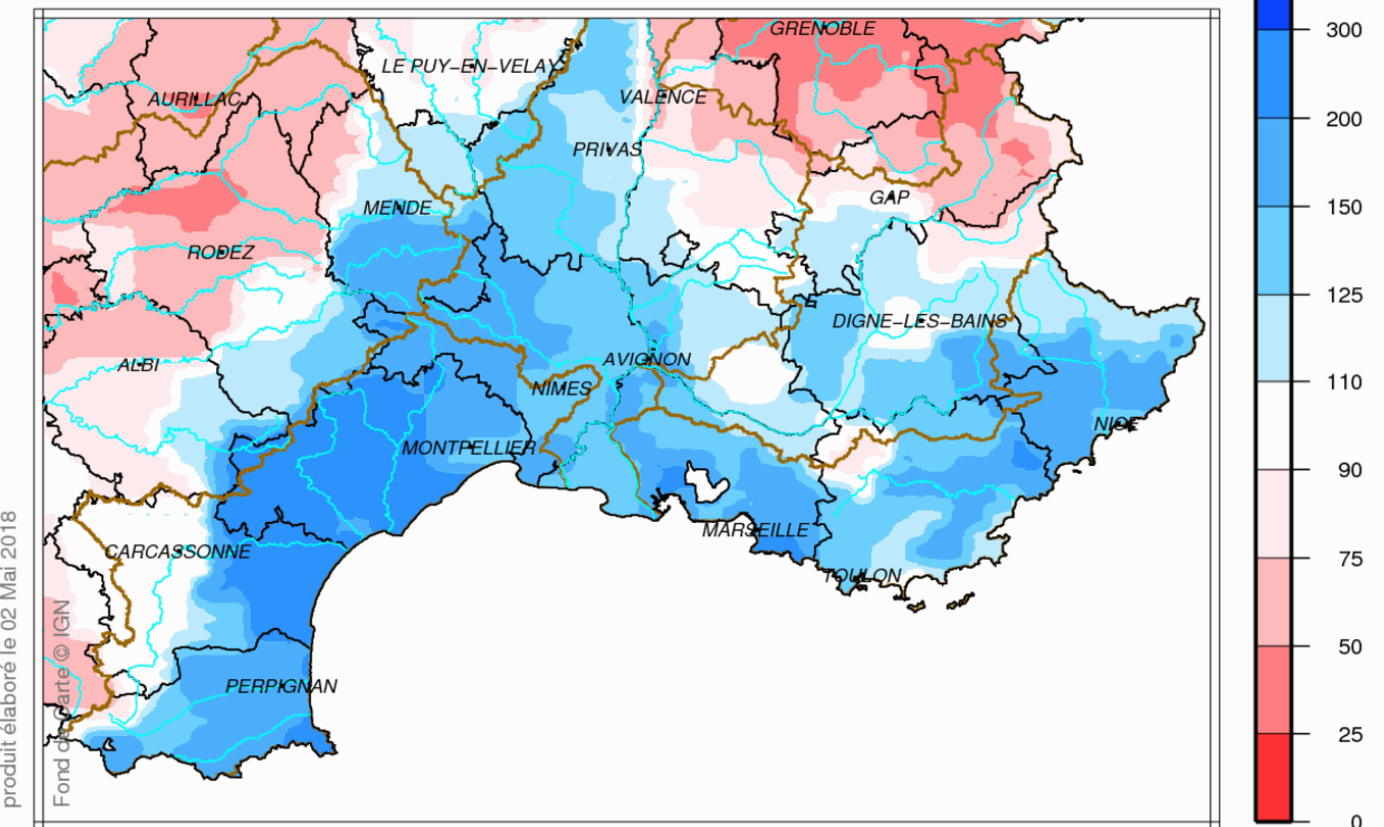 GRENOBLE
LE PUY-EN-VELAY
VALENCE
AURILLAC
PRIVAS
GAP
MENDE
RODEZ
DIGNE-LES-BAINS
AVIGNON
ALBI
NIMES
NICE
MONTPELLIER
MARSEILLE
CARCASSONNE
TOULON
PERPIGNAN
300
200
150
125
110
90
75
50
25
0
produit élaboré le 02 Mai 2018
Fond de carte © IGN